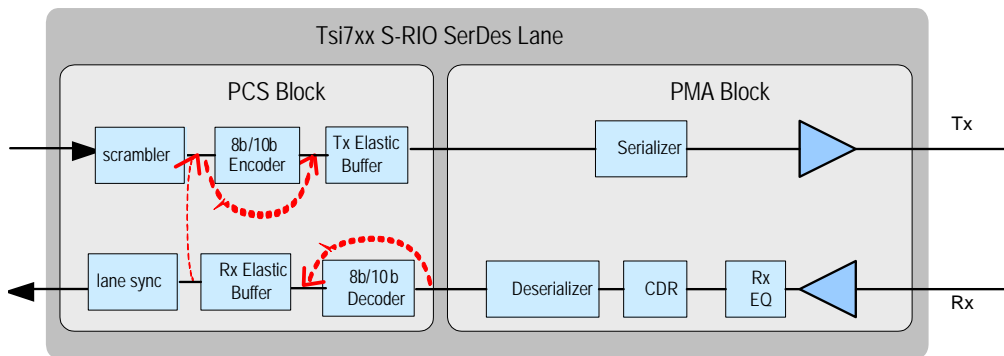 Tsi7xx S-RIO SerDes Lane
PCS Block
PMA Block
scrambler
8b/10b
Encoder
Tx Elastic
Buffer
Serializer
Tx
lane sync
Rx Elastic
Buffer
8b/10b
Decoder
Deserializer
CDR
Rx
EQ
Rx